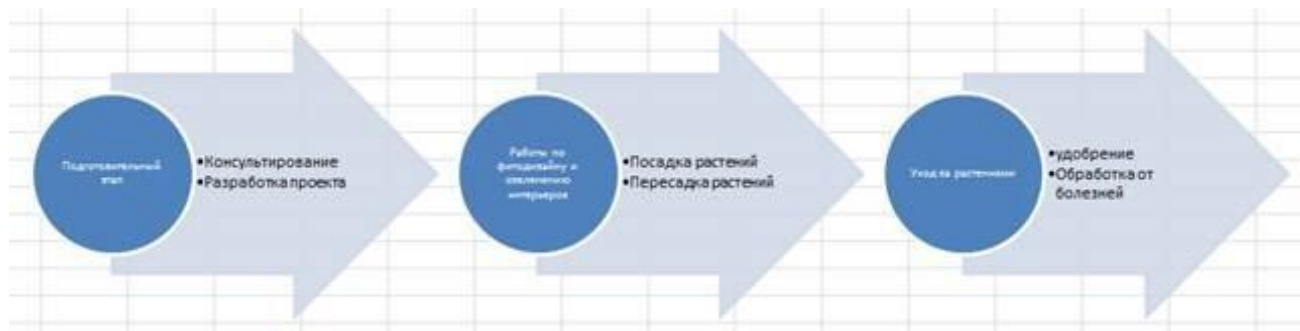 Подготовительный
этап
•Консультирование
•Разработка проекта
Работы по
фитодизайну и
озеленению
интерьеров
•Посадка растений
•Пересадка растений
Уход за растениями
•удобрение
•Обработка от
болезней